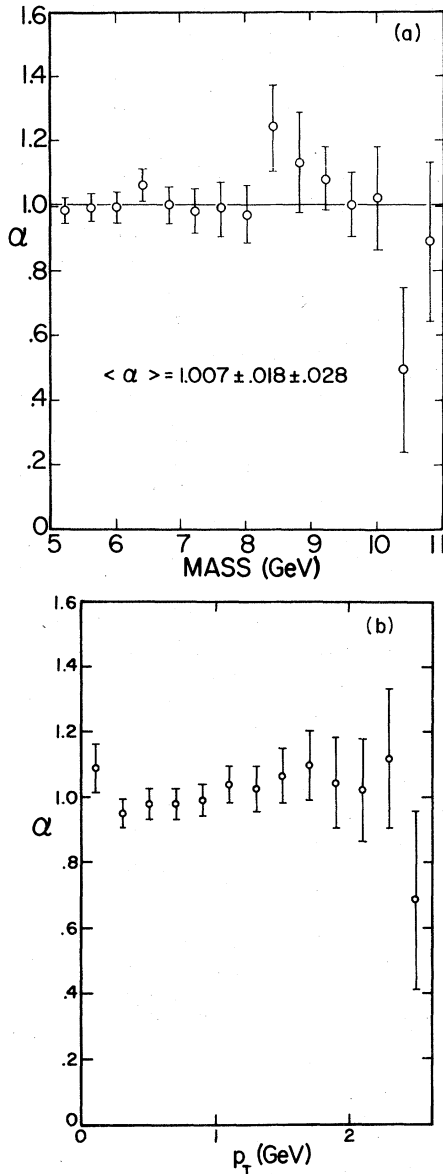 (a)
1.6
1.4
1.2
1.0
α
.8
.6
.4
.2
0
< α > = 1.007 ± .018 ± .028
5 6 7 8 9 10 11
MASS (GeV)
(b)
1.6
1.4
1.2
1.0
α
.8
.6
.4
.2
0
0 1 2
p_T (GeV)